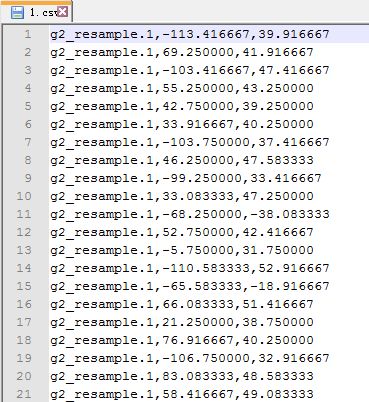 1. csv
1 g2_resample.1,-113.416667,39.916667
2 g2_resample.1,69.250000,41.916667
3 g2_resample.1,-103.416667,47.416667
4 g2_resample.1,55.250000,43.250000
5 g2_resample.1,42.750000,39.250000
6 g2_resample.1,33.916667,40.250000
7 g2_resample.1,-103.750000,37.416667
8 g2_resample.1,46.250000,47.583333
9 g2_resample.1,-99.250000,33.416667
10 g2_resample.1,33.083333,47.250000
11 g2_resample.1,-68.250000,-38.083333
12 g2_resample.1,52.750000,42.416667
13 g2_resample.1,-5.750000,31.750000
14 g2_resample.1,-110.583333,52.916667
15 g2_resample.1,-65.583333,-18.916667
16 g2_resample.1,66.083333,51.416667
17 g2_resample.1,21.250000,38.750000
18 g2_resample.1,76.916667,40.250000
19 g2_resample.1,-106.750000,32.916667
20 g2_resample.1,83.083333,48.583333
21 g2_resample.1,58.416667,49.083333